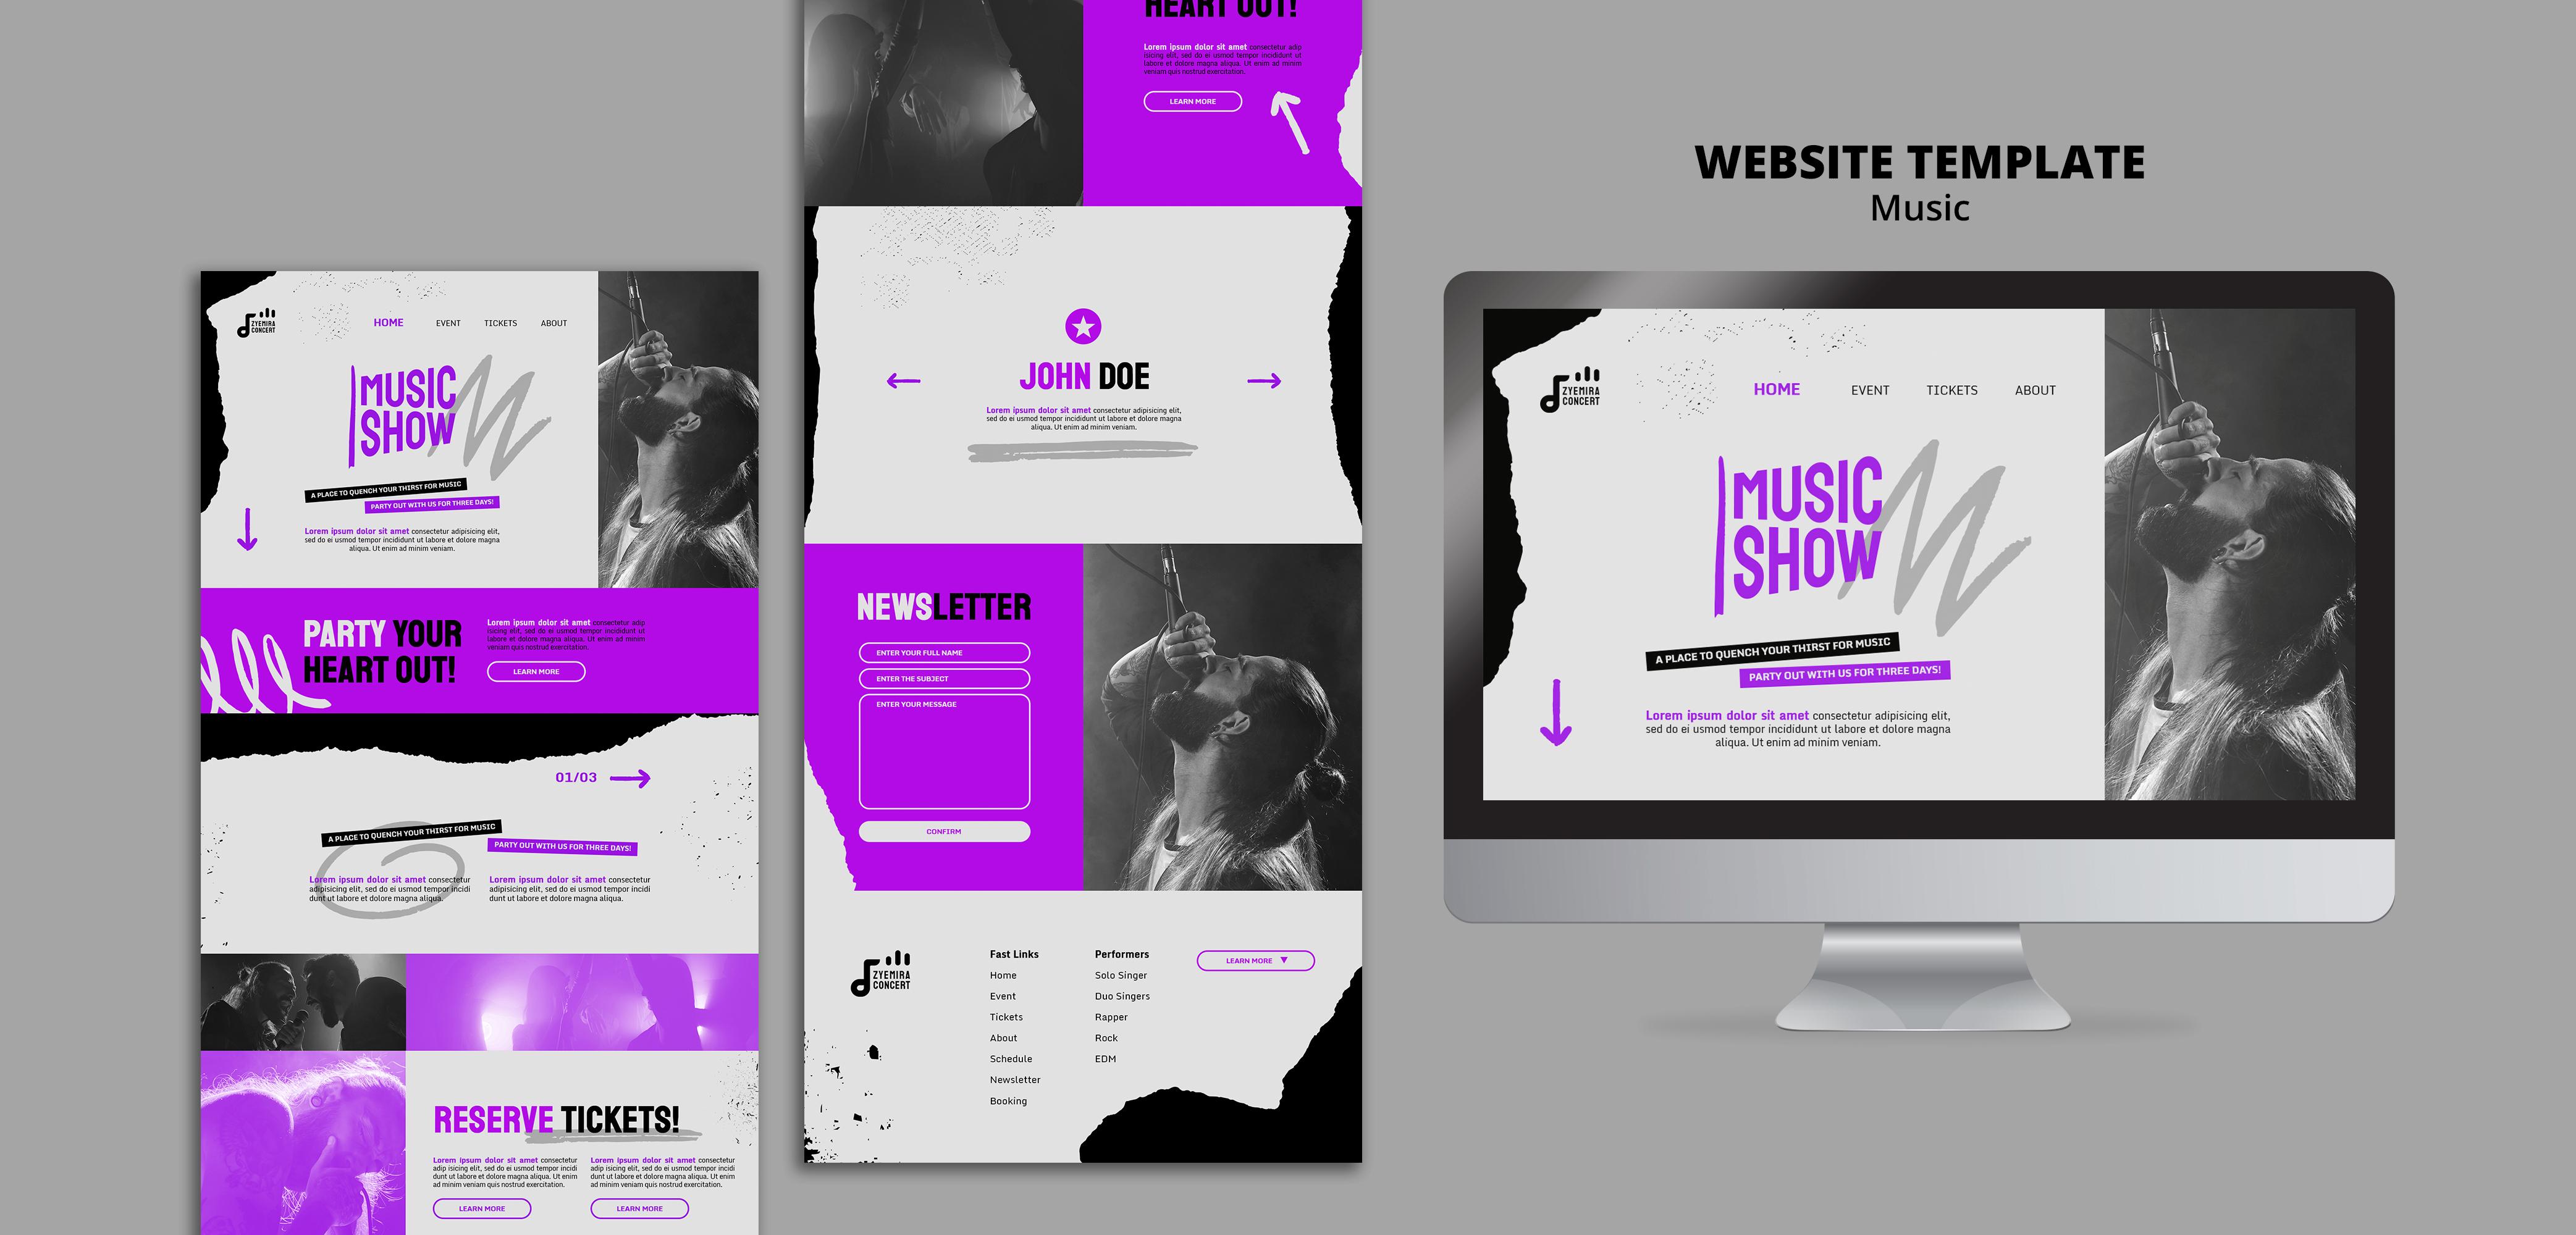 ZYEMIRA
CONCERT
HOME EVENT TICKETS ABOUT
MUSIC
SHOW
A PLACE TO QUENCH YOUR THIRST FOR MUSIC
PARTY OUT WITH US FOR THREE DAYS!
Lorem ipsum dolor sit amet consectetur adipisicing elit,
sed do ei usmod tempor incididunt ut labore et dolore magna
aliqua. Ut enim ad minim veniam.
PARTY YOUR
HEART OUT!
Lorem ipsum dolor sit amet consectetur adip
isicing elit, sed do ei usmod tempor incididunt ut
labore et dolore magna aliqua. Ut enim ad minim
veniam quis nostrud exercitation.
LEARN MORE
01/03
A PLACE TO QUENCH YOUR THIRST FOR MUSIC
PARTY OUT WITH US FOR THREE DAYS!
Lorem ipsum dolor sit amet consectetur
adipisicing elit, sed do ei usmod tempor incidi
dunt ut labore et dolore magna aliqua.
Lorem ipsum dolor sit amet consectetur
adipisicing elit, sed do ei usmod tempor incidi
dunt ut labore et dolore magna aliqua.
RESERVE TICKETS!
Lorem ipsum dolor sit amet consectetur
adip isicing elit, sed do ei usmod tempor incidi
dunt ut labore et dolore magna aliqua. Ut enim
ad minim veniam quis nostrud exercitation.
LEARN MORE
Lorem ipsum dolor sit amet consectetur
adip isicing elit, sed do ei usmod tempor incidi
dunt ut labore et dolore magna aliqua. Ut enim
ad minim veniam quis nostrud exercitation.
LEARN MORE
HEART OUT!
Lorem ipsum dolor sit amet consectetur adip
isicing elit, sed do ei usmod tempor incididunt ut
labore et dolore magna aliqua. Ut enim ad minim
veniam quis nostrud exercitation.
LEARN MORE
JOHN DOE
Lorem ipsum dolor sit amet consectetur adipisicing elit,
sed do ei usmod tempor incididunt ut labore et dolore magna
aliqua. Ut enim ad minim veniam.
NEWSLETTER
ENTER YOUR FULL NAME
ENTER THE SUBJECT
ENTER YOUR MESSAGE
CONFIRM
ZYEMIRA
CONCERT
Fast Links
Home
Event
Tickets
About
Schedule
Newsletter
Booking
Performers
Solo Singer
Duo Singers
Rapper
Rock
EDM
LEARN MORE
WEBSITE TEMPLATE
Music
ZYEMIRA
CONCERT
HOME EVENT TICKETS ABOUT
MUSIC
SHOW
A PLACE TO QUENCH YOUR THIRST FOR MUSIC
PARTY OUT WITH US FOR THREE DAYS!
Lorem ipsum dolor sit amet consectetur adipisicing elit,
sed do ei usmod tempor incididunt ut labore et dolore magna
aliqua. Ut enim ad minim veniam.